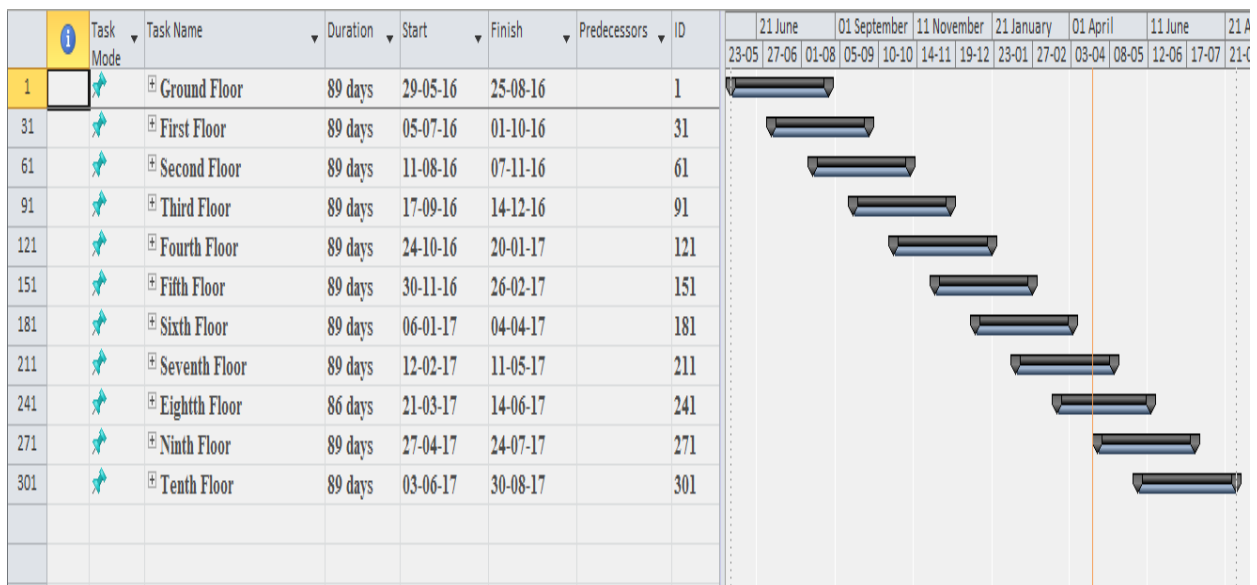 Task Mode Task Name Duration Start Finish Predecessors ID
21 June 01 September 11 November 21 January 01 April 11 June 21 A
23-05 27-06 01-08 05-09 10-10 14-11 19-12 23-01 27-02 03-04 08-05 12-06 17-07 21-0
1 Ground Floor 89 days 29-05-16 25-08-16 1
31 First Floor 89 days 05-07-16 01-10-16 31
61 Second Floor 89 days 11-08-16 07-11-16 61
91 Third Floor 89 days 17-09-16 14-12-16 91
121 Fourth Floor 89 days 24-10-16 20-01-17 121
151 Fifth Floor 89 days 30-11-16 26-02-17 151
181 Sixth Floor 89 days 06-01-17 04-04-17 181
211 Seventh Floor 89 days 12-02-17 11-05-17 211
241 Eightth Floor 86 days 21-03-17 14-06-17 241
271 Ninth Floor 89 days 27-04-17 24-07-17 271
301 Tenth Floor 89 days 03-06-17 30-08-17 301